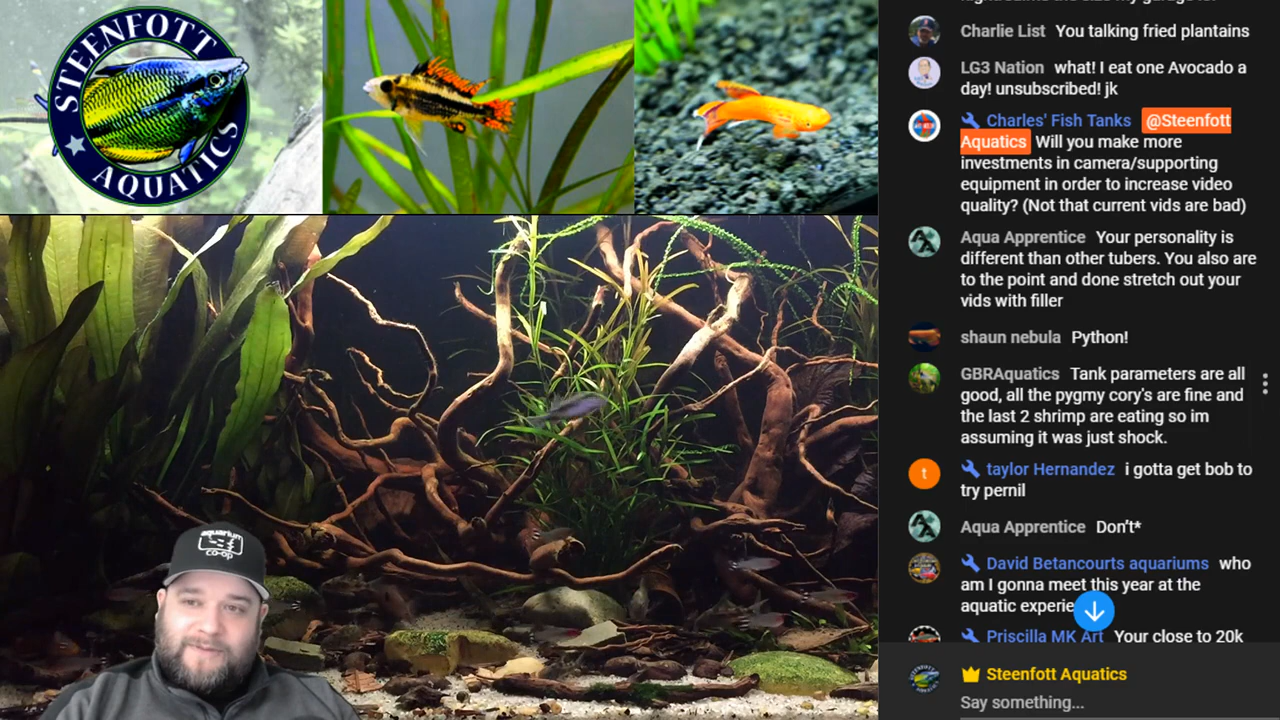 STEENFOTT
AQUATICS
aquarium
co-op
Charlie List You talking fried plantains
LG3 Nation what! I eat one Avocado a
day! unsubscribed! jk
Charles' Fish Tanks @Steenfott
Aquatics Will you make more
investments in camera/supporting
equipment in order to increase video
quality? (Not that current vids are bad)
Aqua Apprentice Your personality is
different than other tubers. You also are
to the point and done stretch out your
vids with filler
shaun nebula Python!
GBRAquatics Tank parameters are all
good, all the pygmy cory's are fine and
the last 2 shrimp are eating so im
assuming it was just shock.
t
taylor Hernandez i gotta get bob to
try pernil
Aqua Apprentice Don't*
David Betancourts aquariums who
am I gonna meet this year at the
aquatic experie
Priscilla MK Art Your close to 20k
Steenfott Aquatics
Say something...